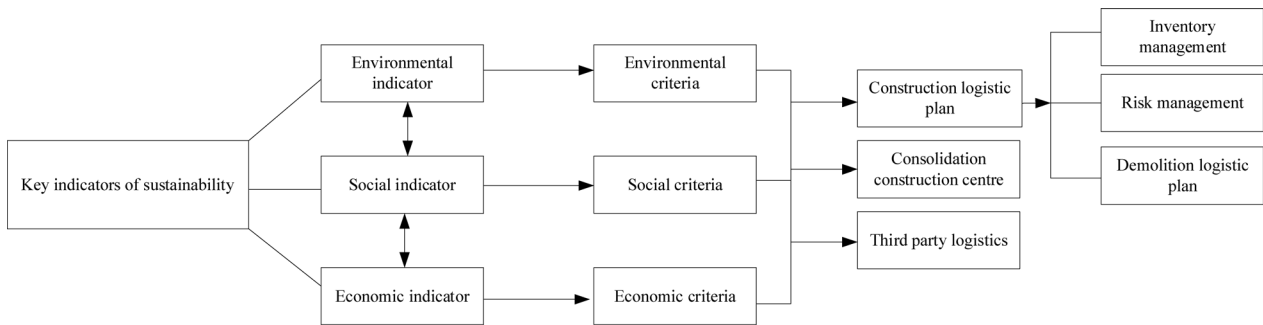 Key indicators of sustainability
Environmental
indicator
Social indicator
Economic indicator
Environmental
criteria
Social criteria
Economic criteria
Construction logistic
plan
Consolidation
construction centre
Third party logistics
Inventory
management
Risk management
Demolition logistic
plan